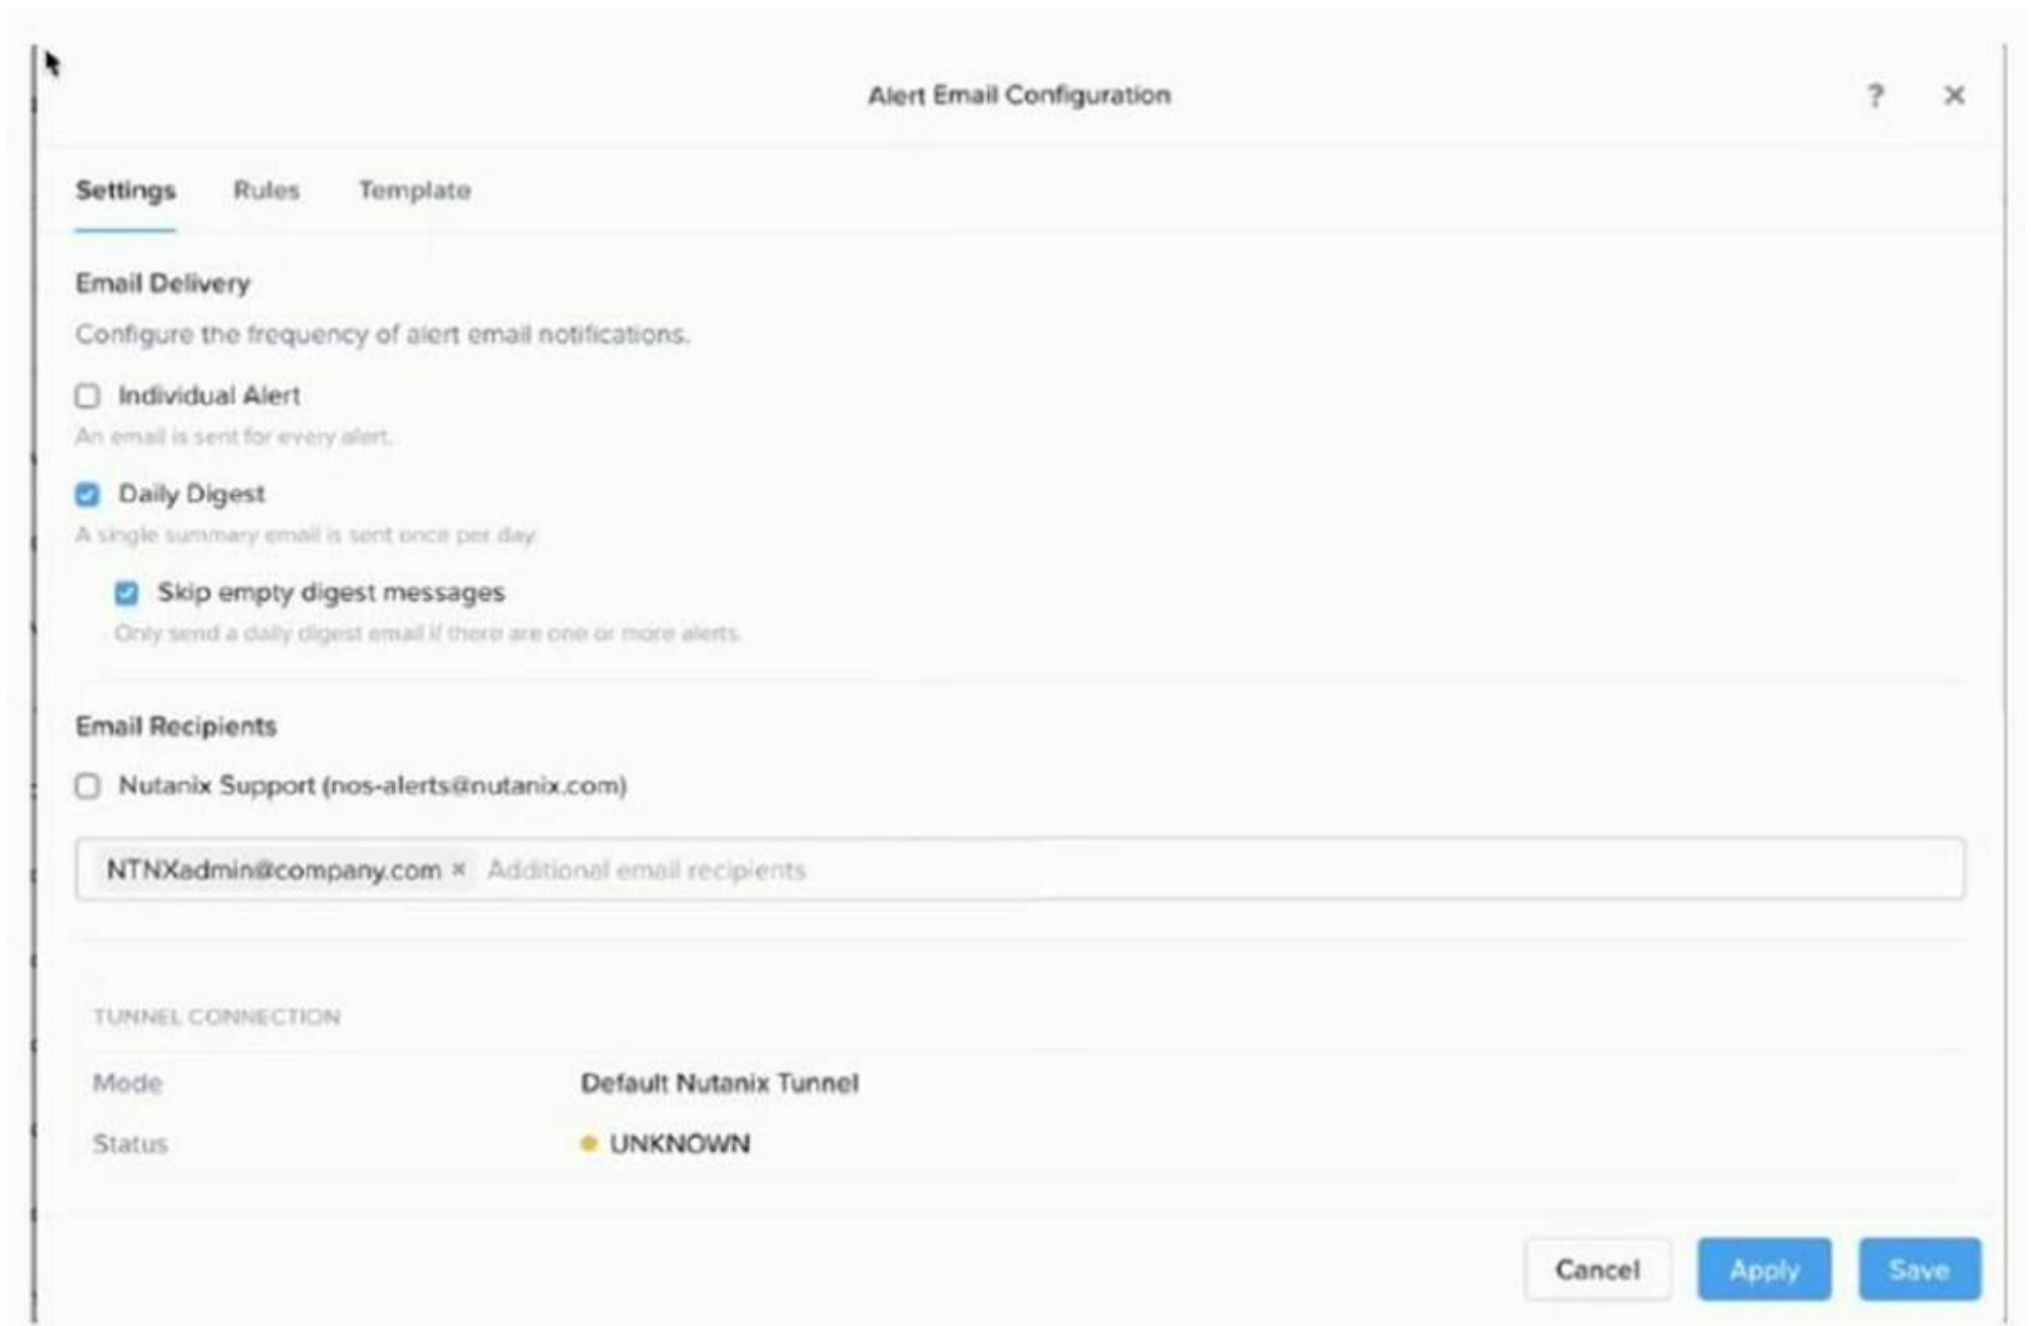 Alert Email Configuration ? ×
Settings Rules Template
Email Delivery
Configure the frequency of alert email notifications.
Individual Alert
An email is sent for every alert.
Daily Digest
A single summary email is sent once per day.
Skip empty digest messages
Only send a daily digest email if there are one or more alerts.
Email Recipients
Nutanix Support (nos-alerts@nutanix.com)
NTNXadmin@company.com × Additional email recipients
TUNNEL CONNECTION
Mode Default Nutanix Tunnel
Status UNKNOWN
Cancel Apply Save